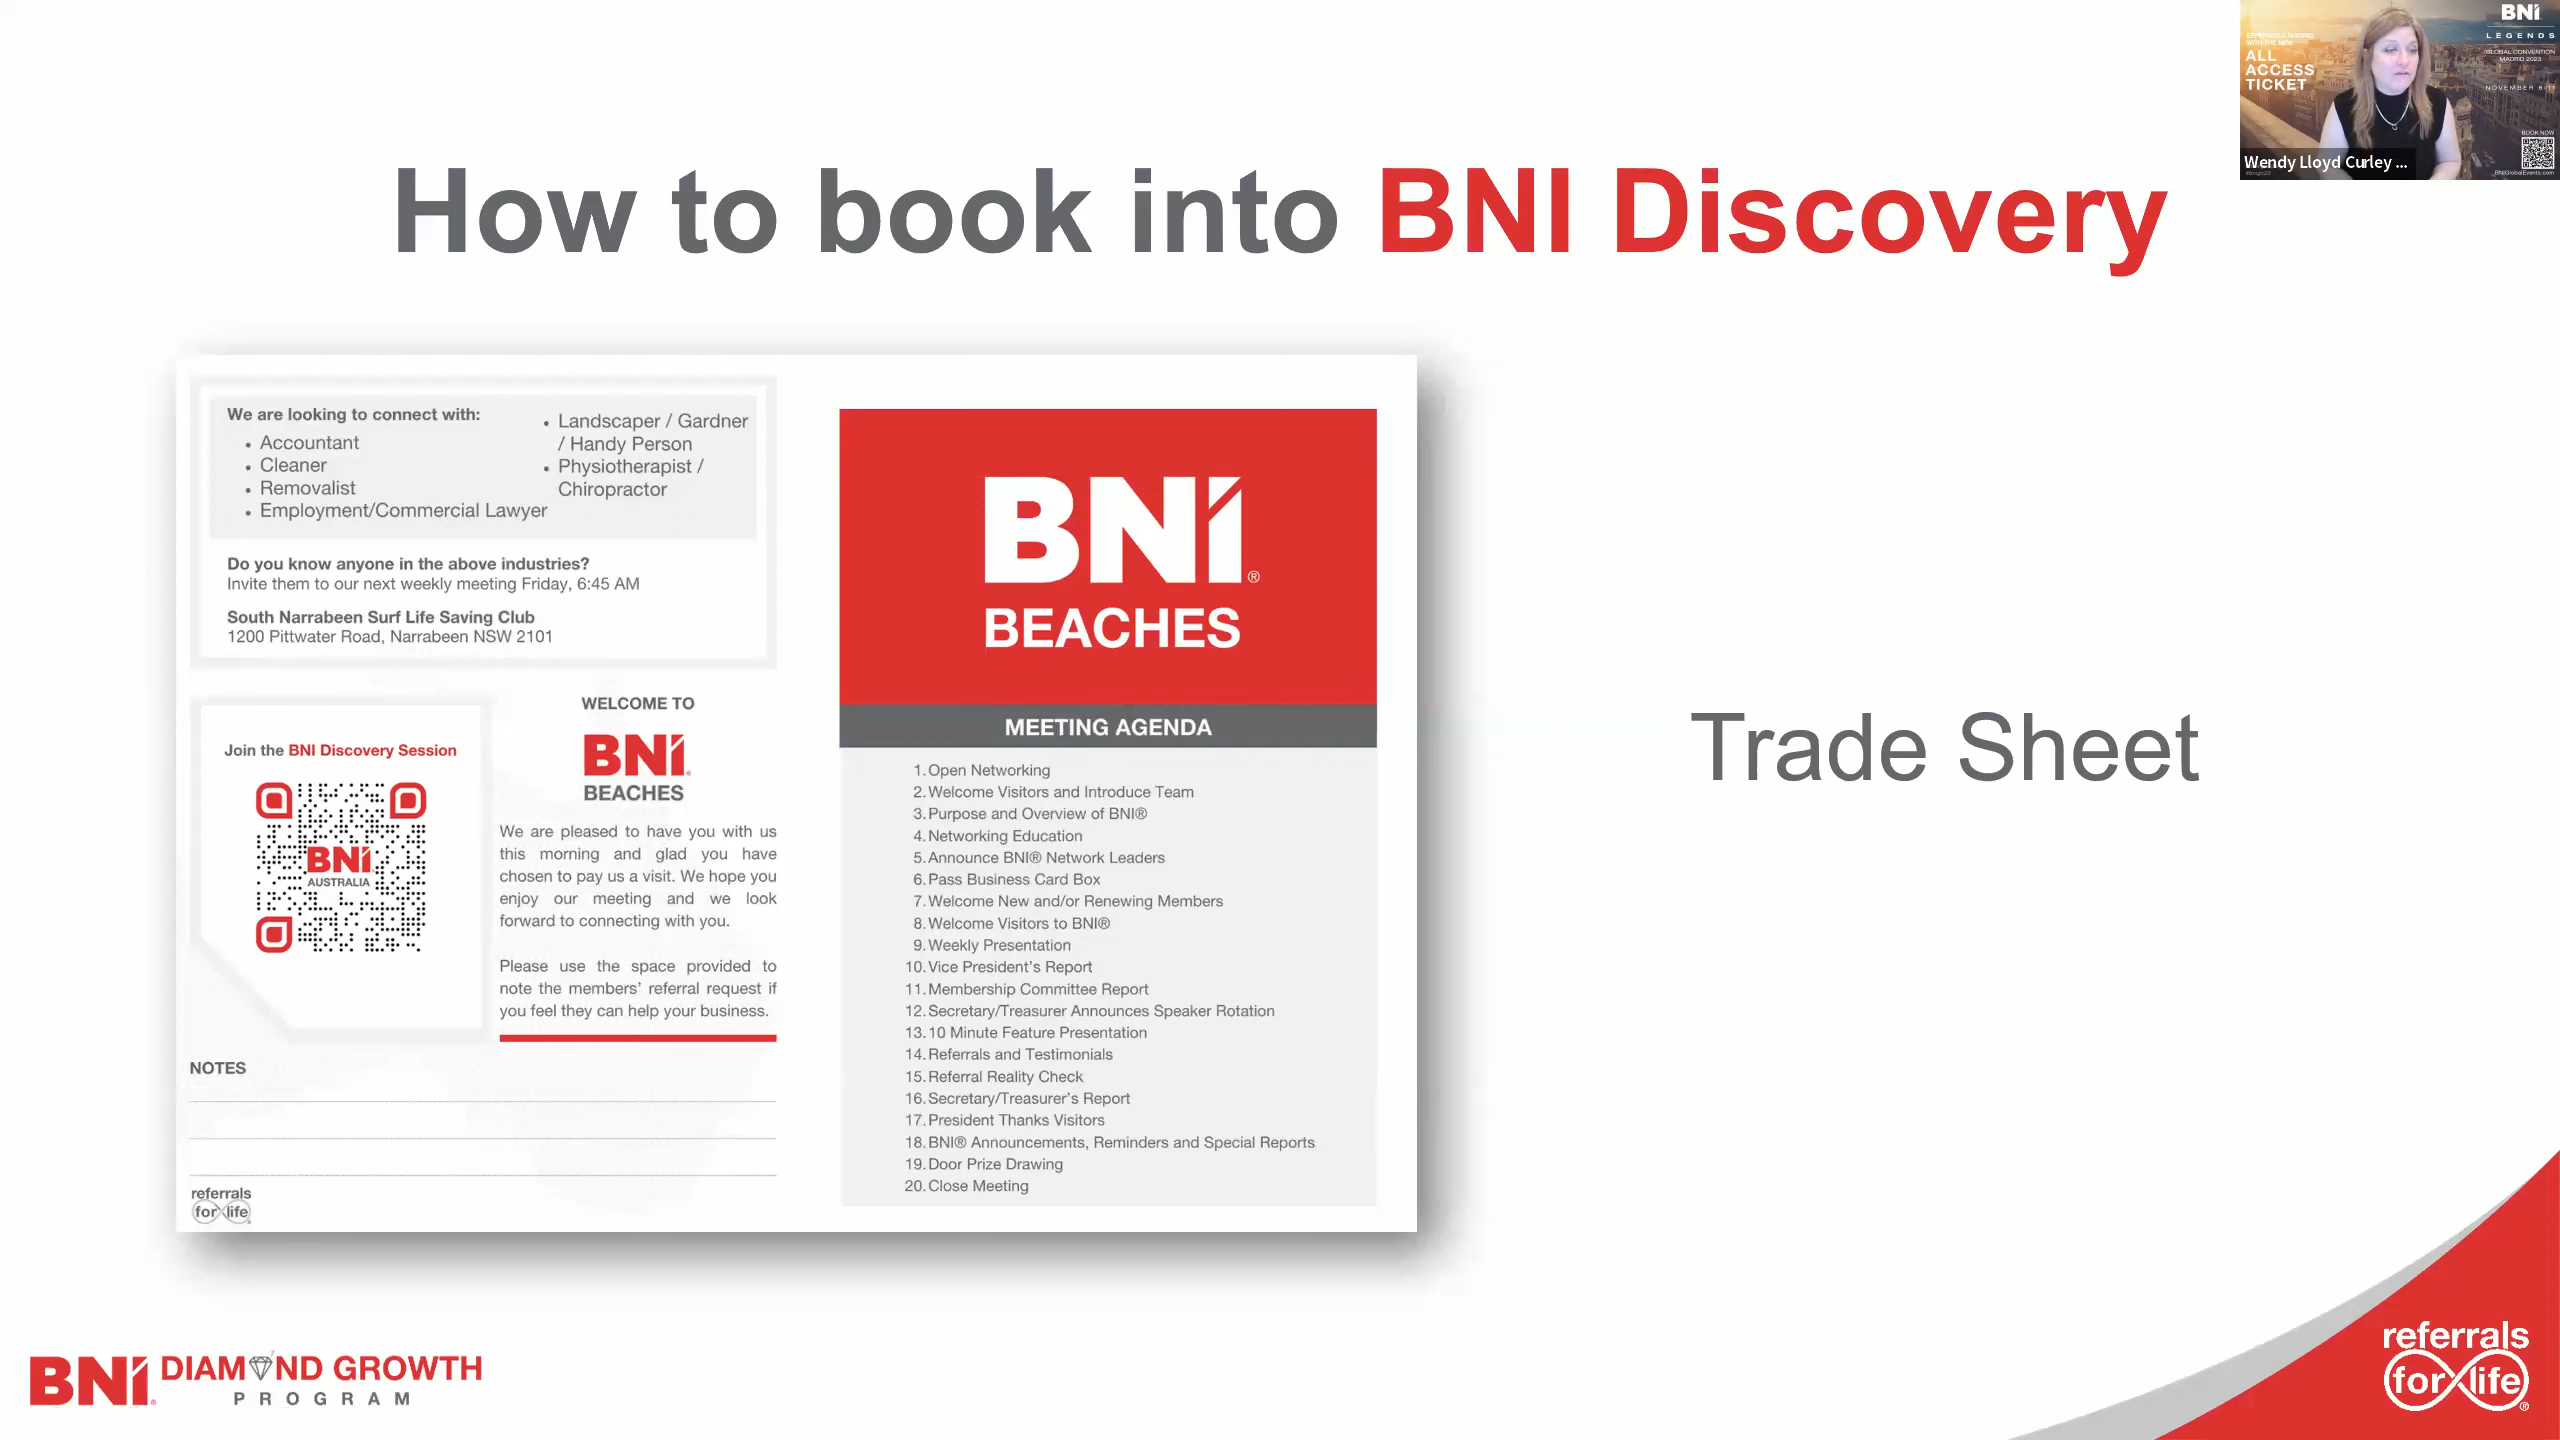 How to book into BNI Discovery
BNI
LEGENDS
GLOBAL CONVENTION
MADRID 2023
NOVEMBER 8-11
ALL
ACCESS
TICKET
BOOK NOW
BNIGlobalEvents.com
Wendy Lloyd Curley ...
We are looking to connect with:
• Accountant
• Cleaner
• Removalist
• Employment/Commercial Lawyer
• Landscaper / Gardner
/ Handy Person
• Physiotherapist /
Chiropractor
Do you know anyone in the above industries?
Invite them to our next weekly meeting Friday, 6:45 AM
South Narrabeen Surf Life Saving Club
1200 Pittwater Road, Narrabeen NSW 2101
Join the BNI Discovery Session
BNI
AUSTRALIA
WELCOME TO
BNI
BEACHES
We are pleased to have you with us
this morning and glad you have
chosen to pay us a visit. We hope you
enjoy our meeting and we look
forward to connecting with you.
Please use the space provided to
note the members' referral request if
you feel they can help your business.
NOTES
referrals
for life
BNI®
BEACHES
MEETING AGENDA
1. Open Networking
2. Welcome Visitors and Introduce Team
3. Purpose and Overview of BNI®
4. Networking Education
5. Announce BNI® Network Leaders
6. Pass Business Card Box
7. Welcome New and/or Renewing Members
8. Welcome Visitors to BNI®
9. Weekly Presentation
10. Vice President's Report
11. Membership Committee Report
12. Secretary/Treasurer Announces Speaker Rotation
13. 10 Minute Feature Presentation
14. Referrals and Testimonials
15. Referral Reality Check
16. Secretary/Treasurer's Report
17. President Thanks Visitors
18. BNI® Announcements, Reminders and Special Reports
19. Door Prize Drawing
20. Close Meeting
Trade Sheet
BNI® DIAMOND GROWTH
PROGRAM
referrals
for life®